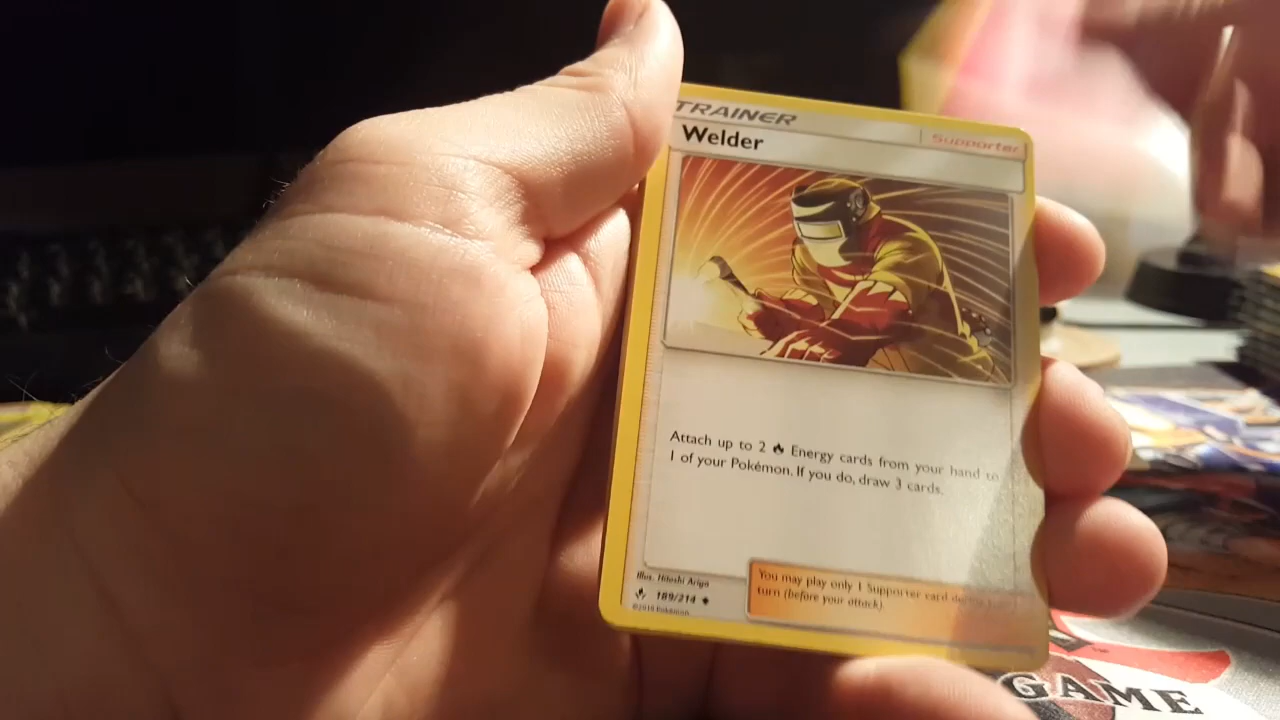 TRAINER
Welder
Supporter
Attach up to 2 Energy cards from your hand to
1 of your Pokémon. If you do, draw 3 cards.
Illus. Hitoshi Ariga
189/214
©2019 Pokémon
You may play only 1 Supporter card during your
turn (before your attack).
GAME